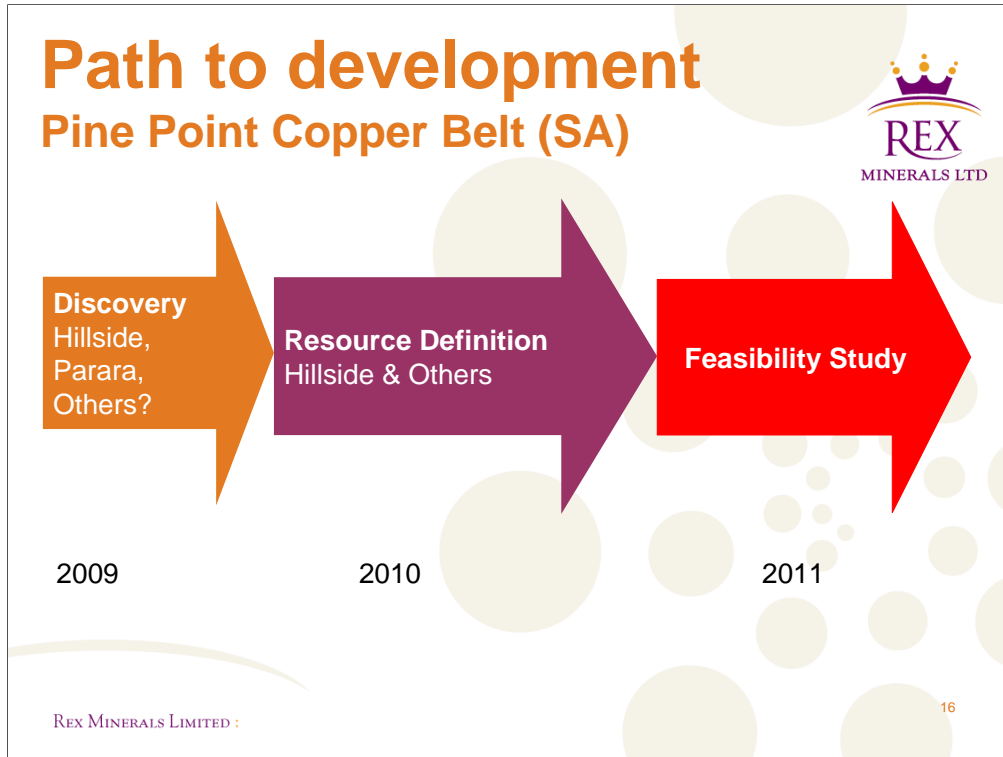 Path to development
Pine Point Copper Belt (SA)
REX
MINERALS LTD
Discovery
Hillside,
Parara,
Others?
Resource Definition
Hillside & Others
Feasibility Study
2009
2010
2011
REX MINERALS LIMITED :
16